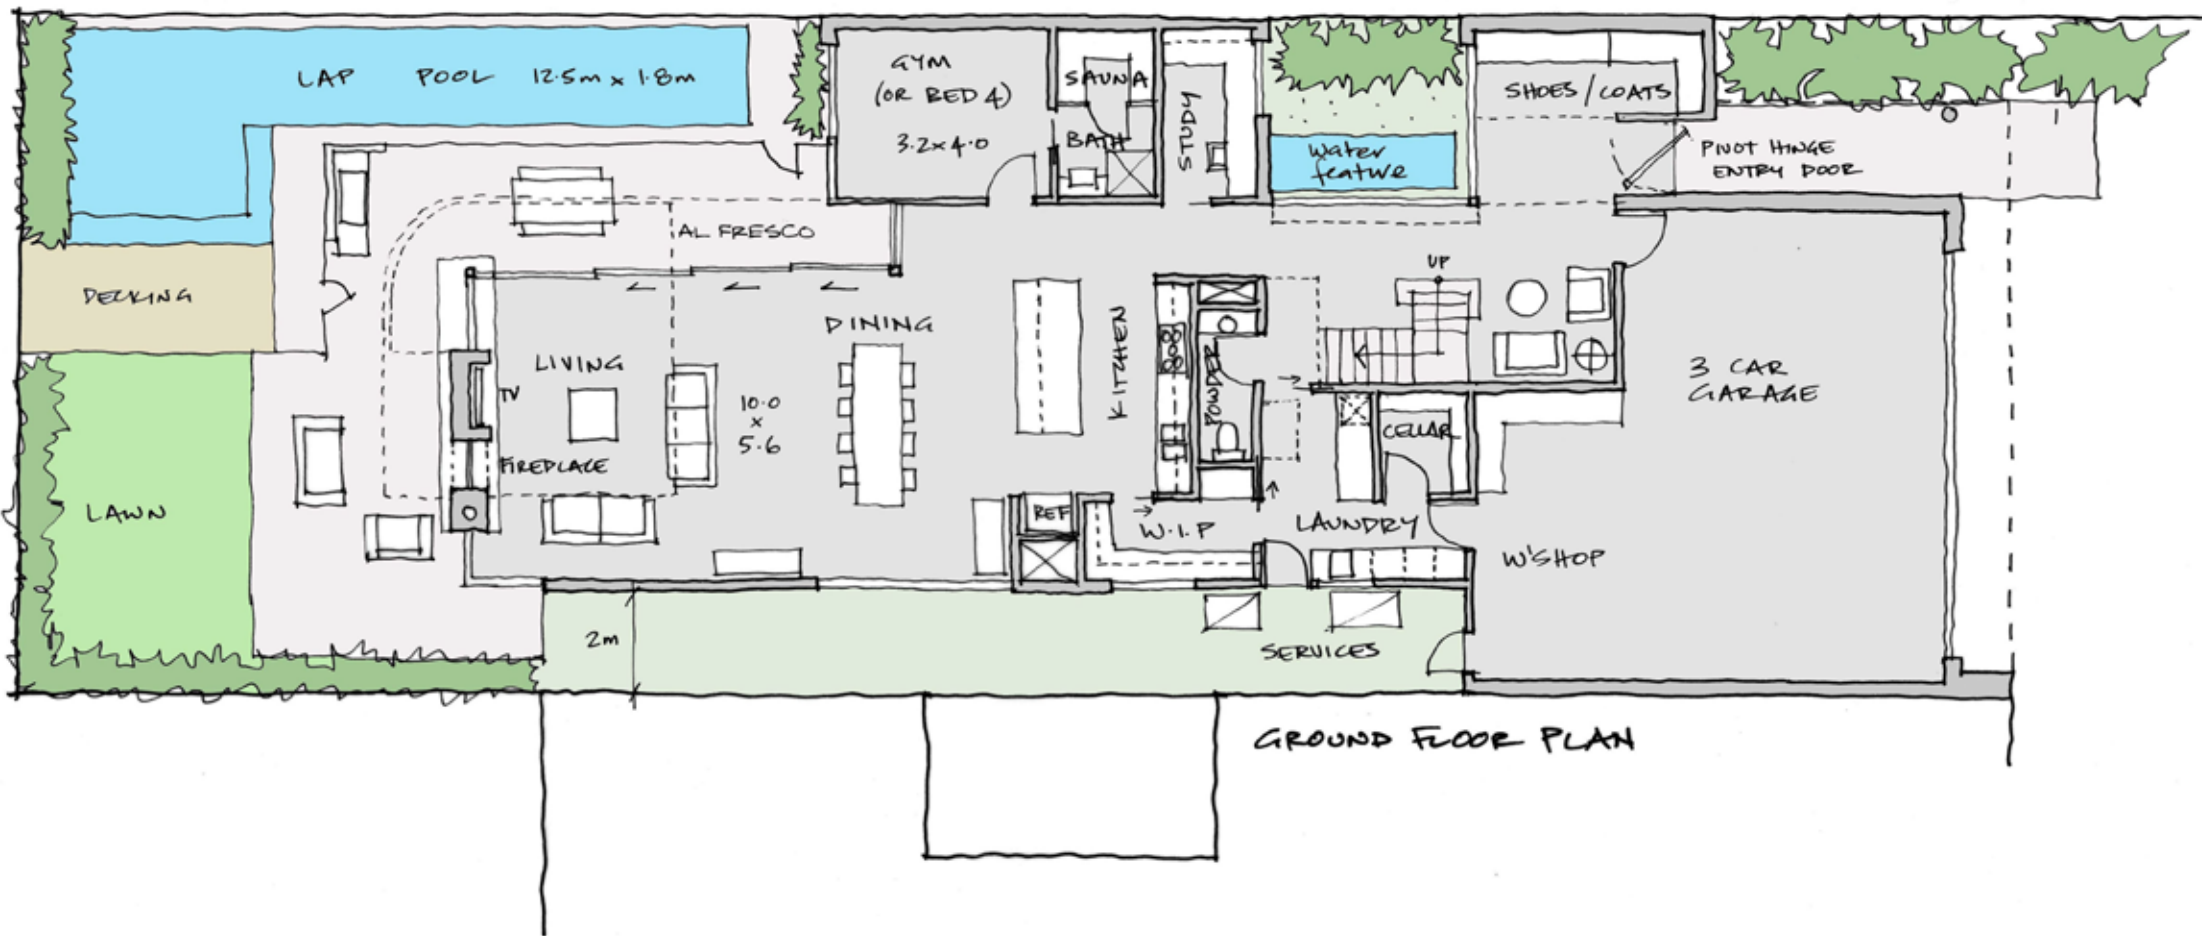 LAP POOL 12.5m x 1.8m
GYM
(OR BED 4)
3.2 x 4.0
SAUNA
BATH
STUDY
Water
feature
SHOES/COATS
PIVOT HINGE
ENTRY DOOR
AL FRESCO
DECKING
LIVING
TV
FIREPLACE
10.0
x
5.6
DINING
KITCHEN
POWDER
UP
CELLAR
3 CAR
GARAGE
LAWN
REF
W.I.P
LAUNDRY
W'SHOP
2m
SERVICES
GROUND FLOOR PLAN